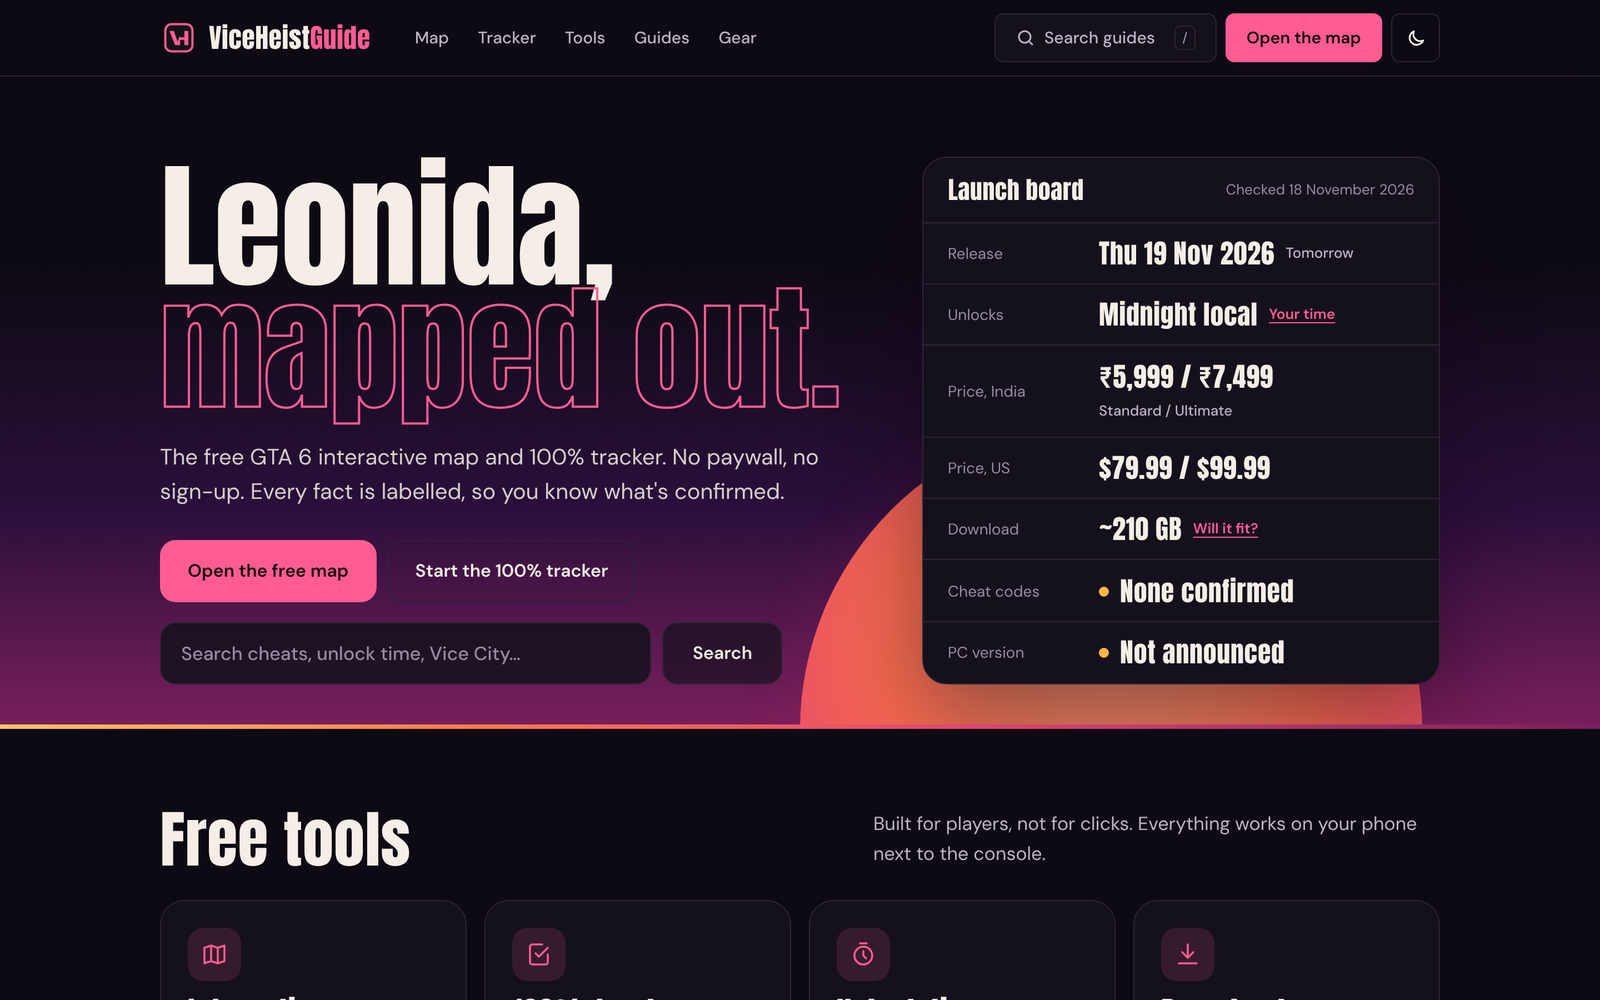 ViceHeistGuide
Map
Tracker
Tools
Guides
Gear
Search guides
/
Open the map
Leonida,
mapped out.
The free GTA 6 interactive map and 100% tracker. No paywall, no
sign-up. Every fact is labelled, so you know what's confirmed.
Open the free map
Start the 100% tracker
Search cheats, unlock time, Vice City...
Search
Launch board
Checked 18 November 2026
Release
Thu 19 Nov 2026 Tomorrow
Unlocks
Midnight local Your time
Price, India
₹5,999 / ₹7,499
Standard / Ultimate
Price, US
$79.99 / $99.99
Download
~210 GB Will it fit?
Cheat codes
None confirmed
PC version
Not announced
Free tools
Built for players, not for clicks. Everything works on your phone
next to the console.